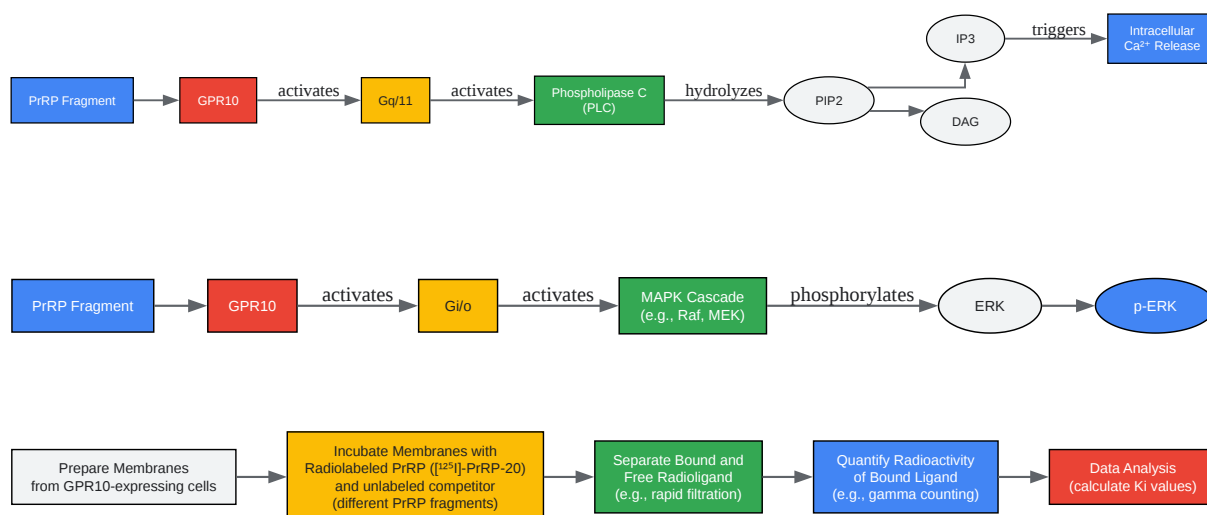 PrRP Fragment
GPR10
activates
Gq/11
activates
Phospholipase C
(PLC)
hydrolyzes
PIP2
IP3
triggers
Intracellular
Ca²⁺ Release
DAG
PrRP Fragment
GPR10
activates
Gi/o
activates
MAPK Cascade
(e.g., Raf, MEK)
phosphorylates
ERK
p-ERK
Prepare Membranes
from GPR10-expressing cells
Incubate Membranes with
Radiolabeled PrRP ([¹²⁵I]-PrRP-20)
and unlabeled competitor
(different PrRP fragments)
Separate Bound and
Free Radioligand
(e.g., rapid filtration)
Quantify Radioactivity
of Bound Ligand
(e.g., gamma counting)
Data Analysis
(calculate Ki values)